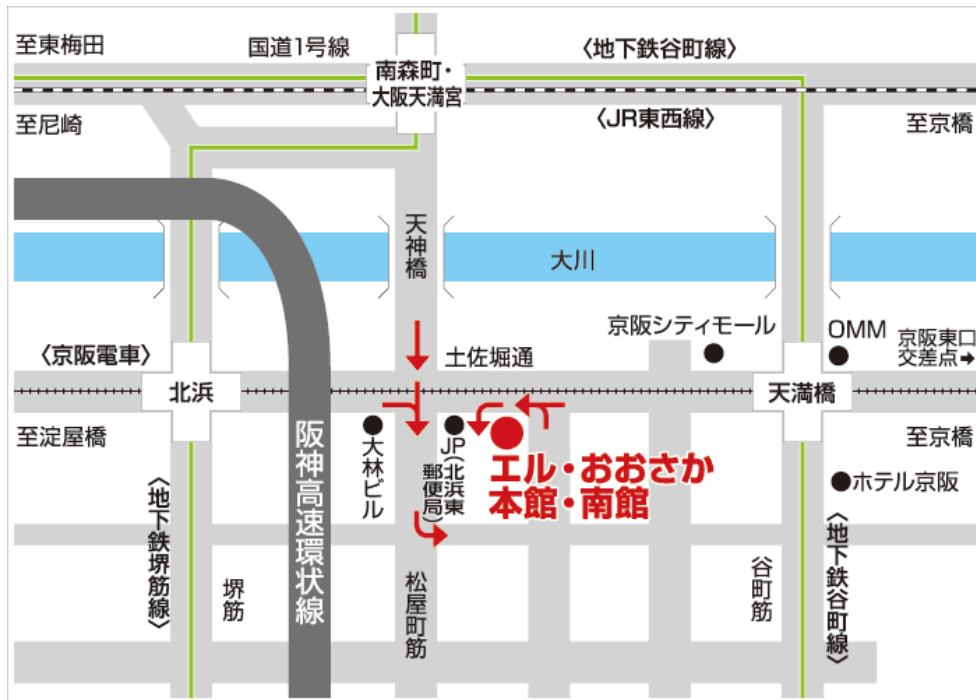 至東梅田
国道1号線
〈地下鉄谷町線〉
南森町・
大阪天満宮
至尼崎
〈JR東西線〉
至京橋
天神橋
大川
京阪シティモール
OMM
京阪東口
交差点➔
〈京阪電車〉
土佐堀通
北浜
天満橋
至淀屋橋
大林ビル
JP(北浜東
郵便局)
エル・おおさか
本館・南館
至京橋
ホテル京阪
阪神高速環状線
〈地下鉄堺筋線〉
堺筋
松屋町筋
谷町筋
〈地下鉄谷町線〉